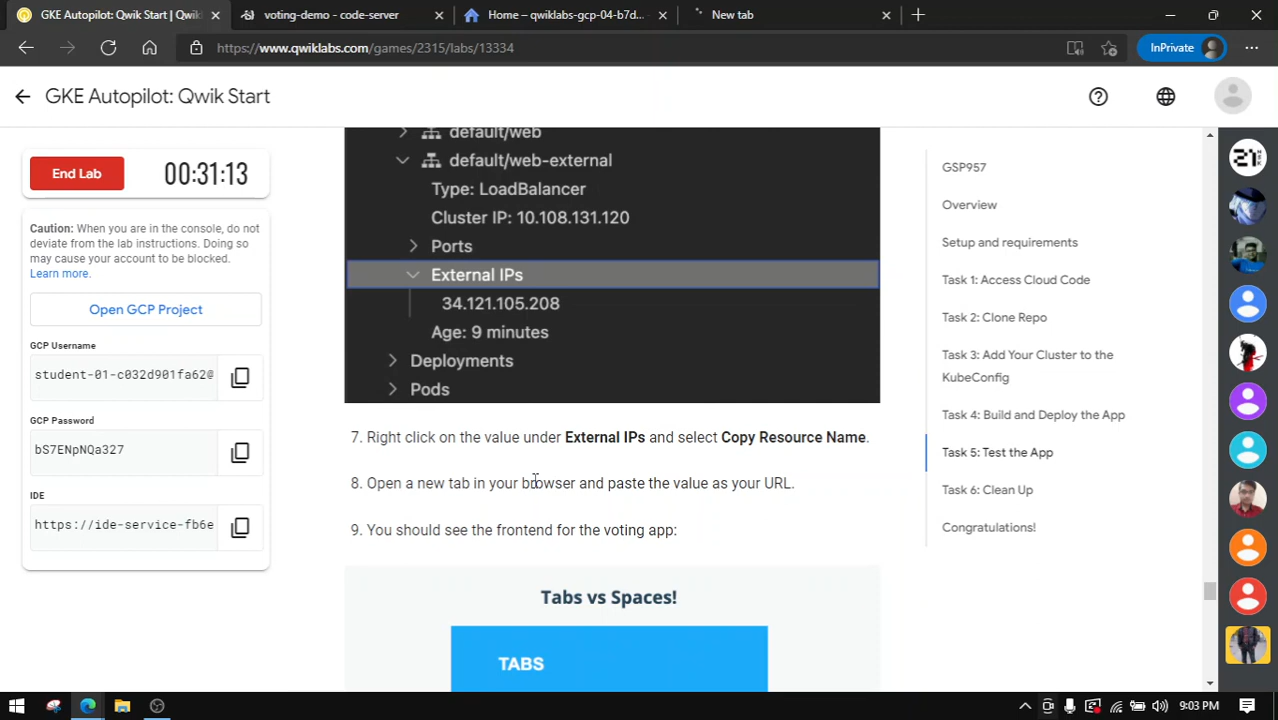 GKE Autopilot: Qwik Start | Qwikl
voting-demo - code-server
Home – qwiklabs-gcp-04-b7d...
New tab
https://www.qwiklabs.com/games/2315/labs/13334
InPrivate
GKE Autopilot: Qwik Start
End Lab
00:31:13
Caution: When you are in the console, do not
deviate from the lab instructions. Doing so
may cause your account to be blocked.
Learn more.
Open GCP Project
GCP Username
student-01-c032d901fa62@
GCP Password
bS7ENpNQa327
IDE
https://ide-service-fb6e
default/web
default/web-external
Type: LoadBalancer
Cluster IP: 10.108.131.120
Ports
External IPs
34.121.105.208
Age: 9 minutes
Deployments
Pods
7. Right click on the value under External IPs and select Copy Resource Name.
8. Open a new tab in your browser and paste the value as your URL.
9. You should see the frontend for the voting app:
Tabs vs Spaces!
TABS
GSP957
Overview
Setup and requirements
Task 1: Access Cloud Code
Task 2: Clone Repo
Task 3: Add Your Cluster to the
KubeConfig
Task 4: Build and Deploy the App
Task 5: Test the App
Task 6: Clean Up
Congratulations!
21
9:03 PM